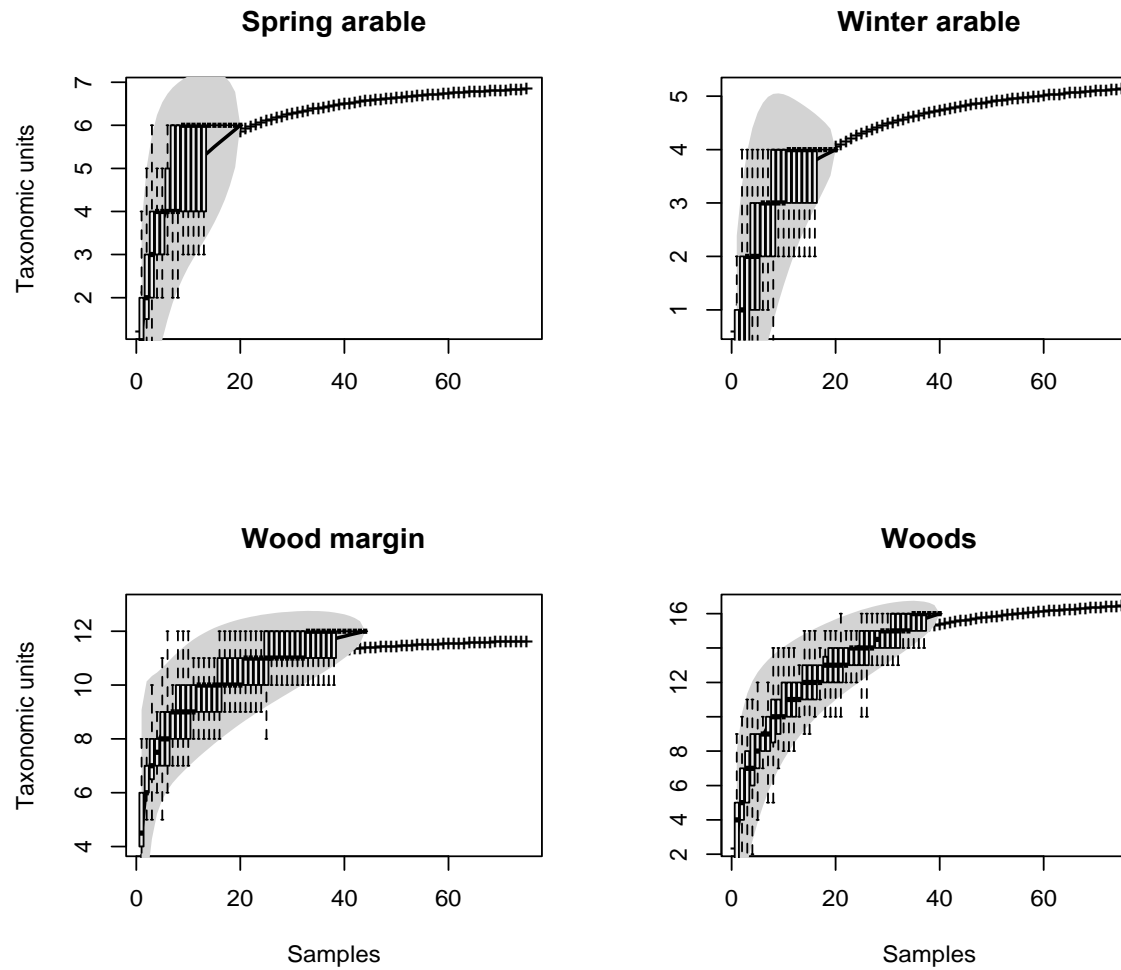 Spring arable
Winter arable
Taxonomic units
2 3 4 5 6 7
1 2 3 4 5
0 20 40 60
0 20 40 60
Wood margin
Woods
Taxonomic units
4 6 8 10 12
2 4 6 8 12 16
0 20 40 60
0 20 40 60
Samples
Samples